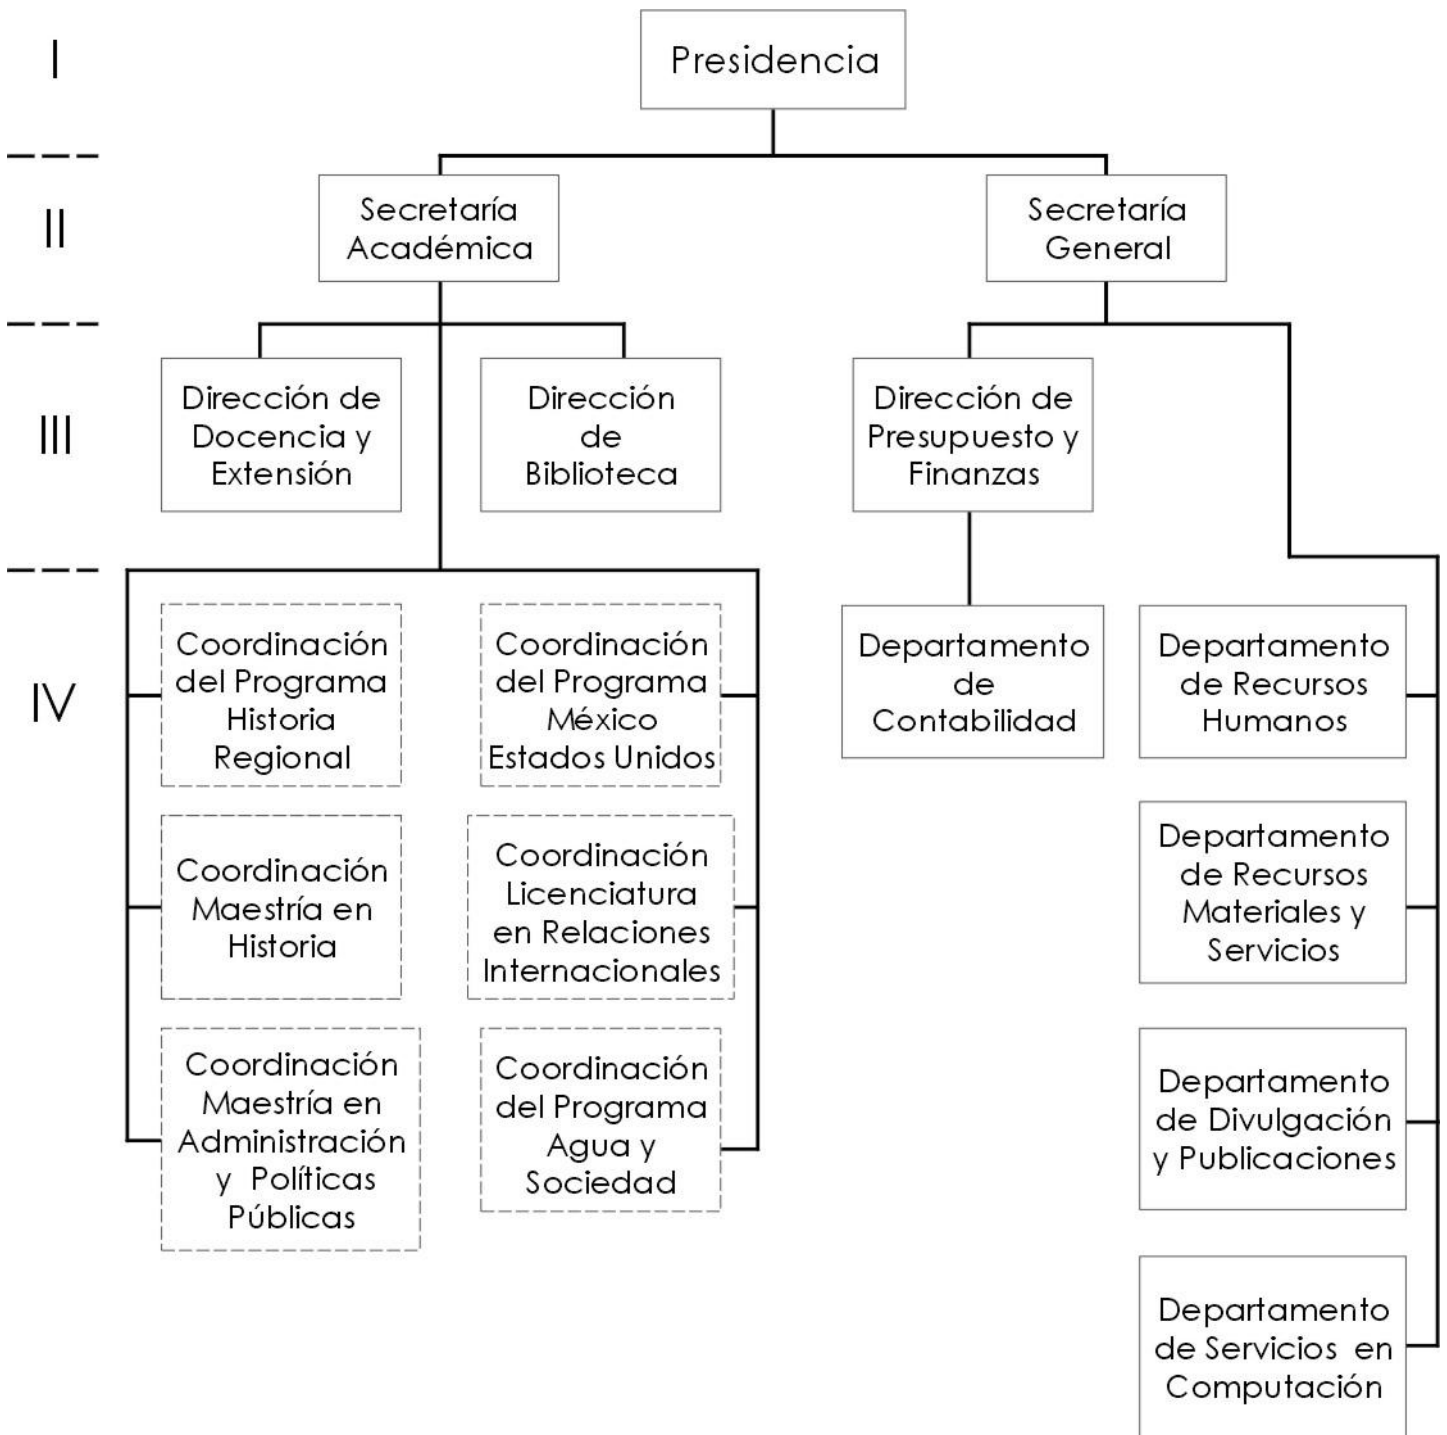 I
Presidencia
II
Secretaría
Académica
Secretaría
General
III
Dirección de
Docencia y
Extensión
Dirección
de
Biblioteca
Dirección de
Presupuesto y
Finanzas
IV
Coordinación
del Programa
Historia
Regional
Coordinación
del Programa
México
Estados Unidos
Departamento
de
Contabilidad
Departamento
de Recursos
Humanos
Coordinación
Maestría en
Historia
Coordinación
Licenciatura
en Relaciones
Internacionales
Departamento
de Recursos
Materiales y
Servicios
Coordinación
Maestría en
Administración
y Políticas
Públicas
Coordinación
del Programa
Agua y
Sociedad
Departamento
de Divulgación
y Publicaciones
Departamento
de Servicios en
Computación